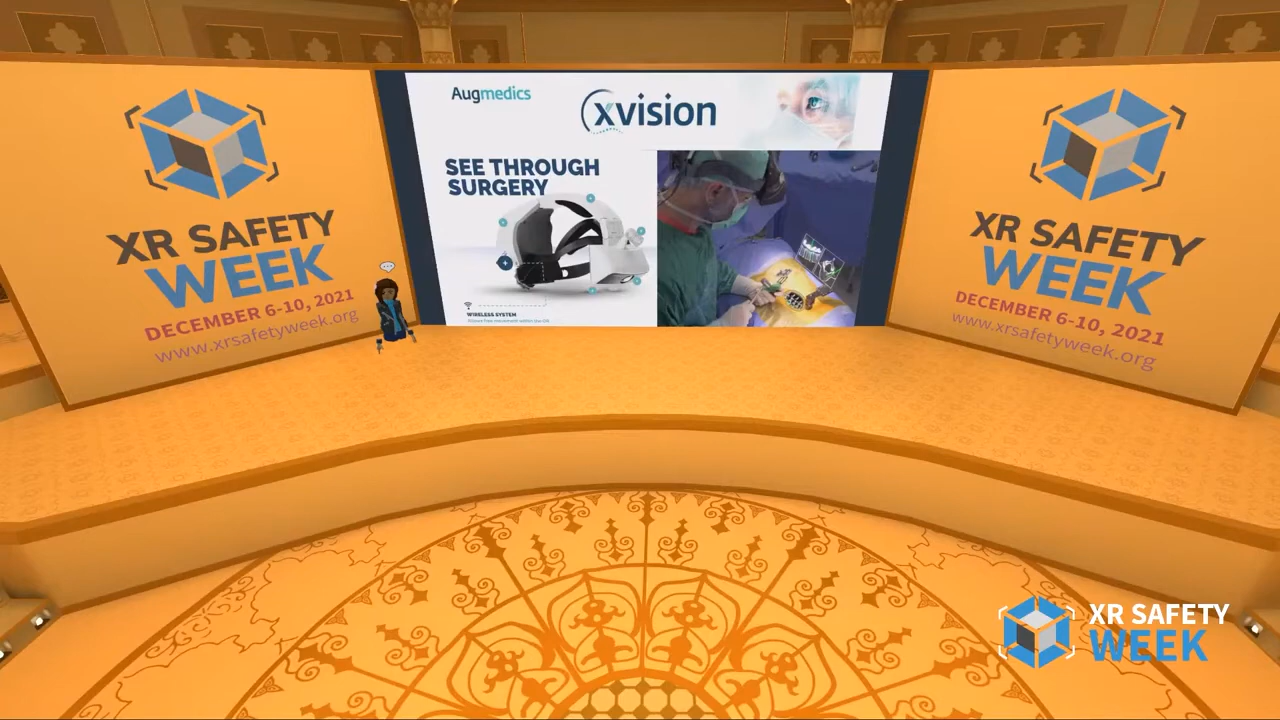 XR SAFETY
WEEK
DECEMBER 6-10, 2021
www.xrsafetyweek.org
Augmedics
xvision
SEE THROUGH
SURGERY
WIRELESS SYSTEM
XR SAFETY
WEEK
DECEMBER 6-10, 2021
www.xrsafetyweek.org
XR SAFETY
WEEK